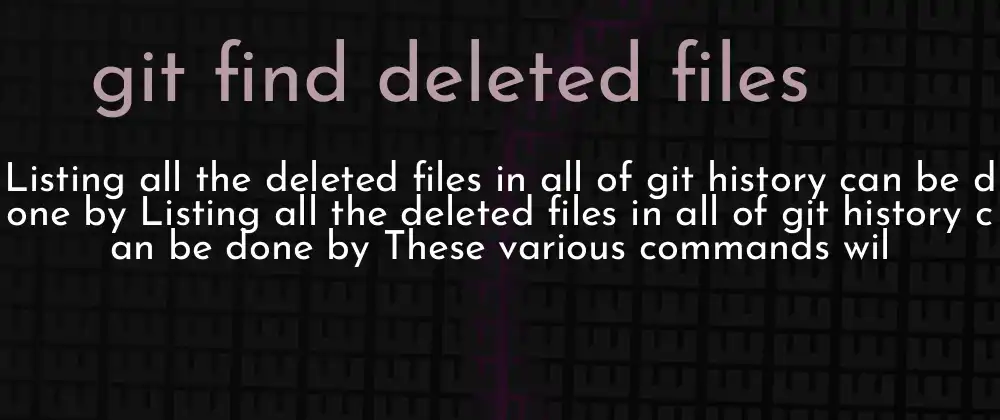 git find deleted files
Listing all the deleted files in all of git history can be d
one by Listing all the deleted files in all of git history c
an be done by These various commands wil